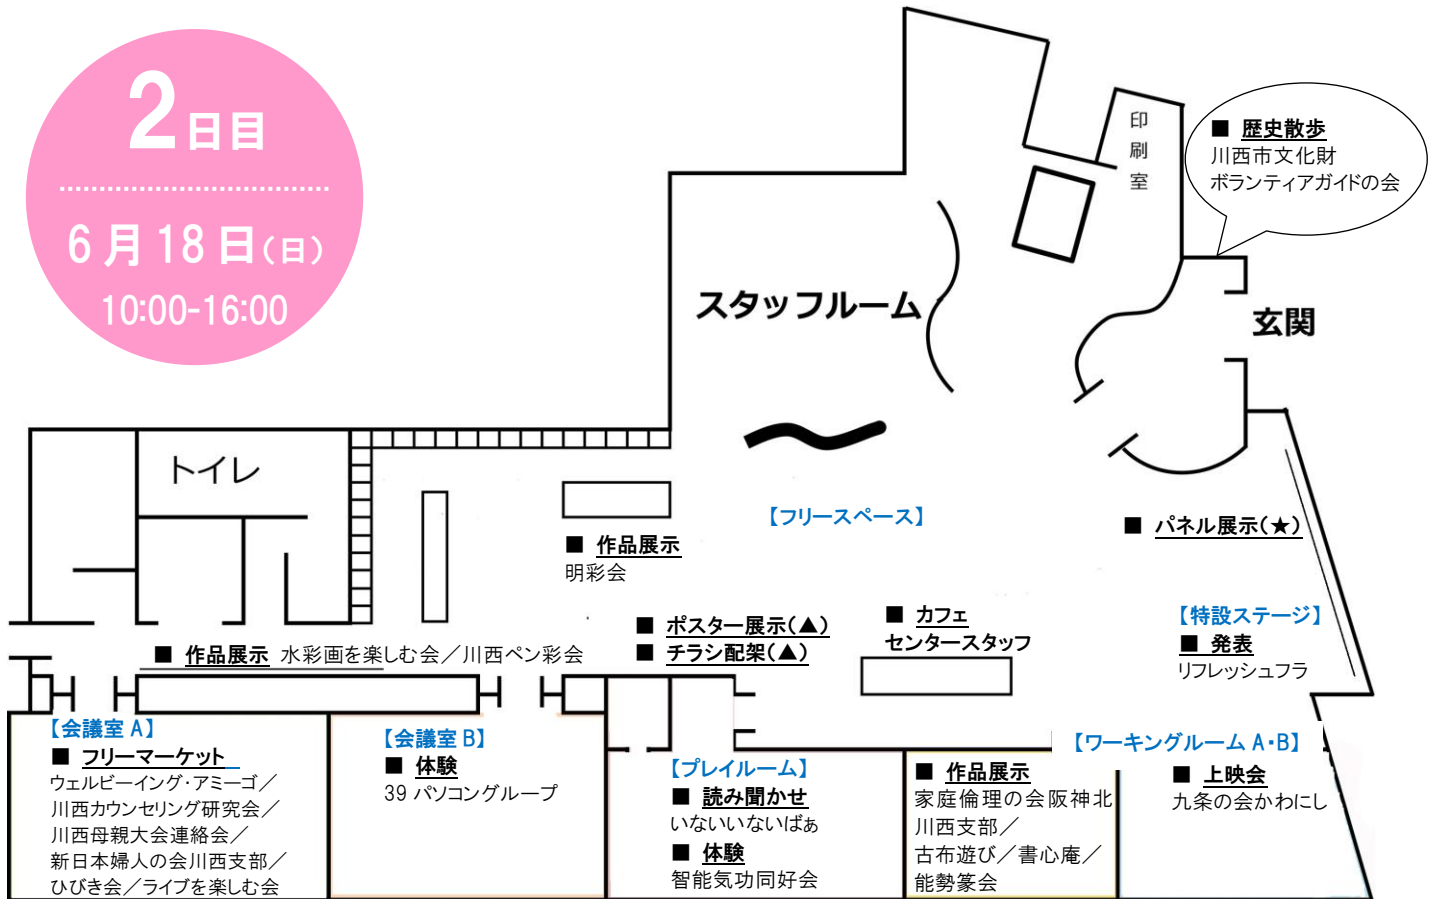 2日目
6月18日(日)
10:00-16:00
印刷室
■ 歴史散歩
川西市文化財
ボランティアガイドの会
スタッフルーム
玄関
トイレ
【フリースペース】
■ パネル展示(★)
■ 作品展示
明彩会
■ ポスター展示(▲)
■ チラシ配架(▲)
■ カフェ
センタースタッフ
【特設ステージ】
■ 発表
リフレッシュフラ
■ 作品展示 水彩画を楽しむ会／川西ペン彩会
【会議室 A】
■ フリーマーケット
ウェルビーイング・アミーゴ／
川西カウンセリング研究会／
川西母親大会連絡会／
新日本婦人の会川西支部／
ひびき会／ライブを楽しむ会
【会議室 B】
■ 体験
39 パソコングループ
【プレイルーム】
■ 読み聞かせ
いないいないばぁ
■ 体験
智能気功同好会
■ 作品展示
家庭倫理の会阪神北
川西支部／
古布遊び／書心庵／
能勢篆会
【ワーキングルーム A・B】
■ 上映会
九条の会かわにし